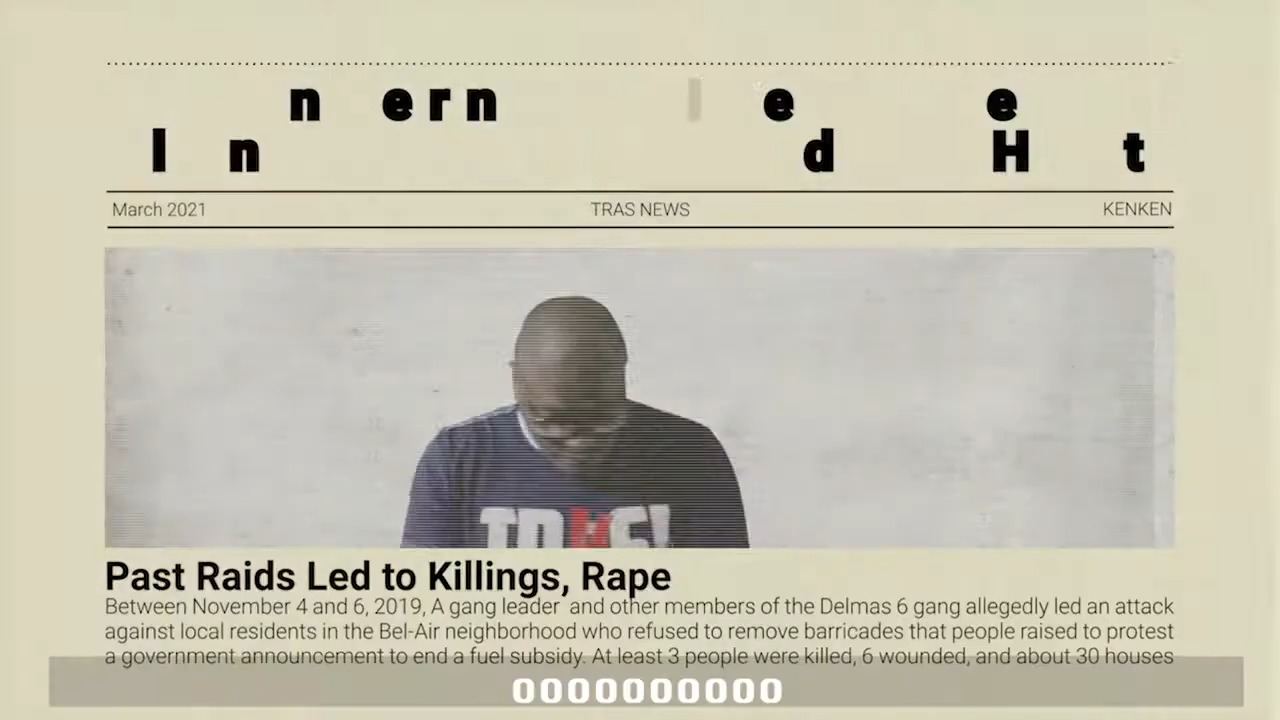 n ern e e
I n d H t
March 2021 TRAS NEWS KENKEN
Past Raids Led to Killings, Rape
Between November 4 and 6, 2019, A gang leader and other members of the Delmas 6 gang allegedly led an attack
against local residents in the Bel-Air neighborhood who refused to remove barricades that people raised to protest
a government announcement to end a fuel subsidy. At least 3 people were killed, 6 wounded, and about 30 houses
OOOOOOOOOOO